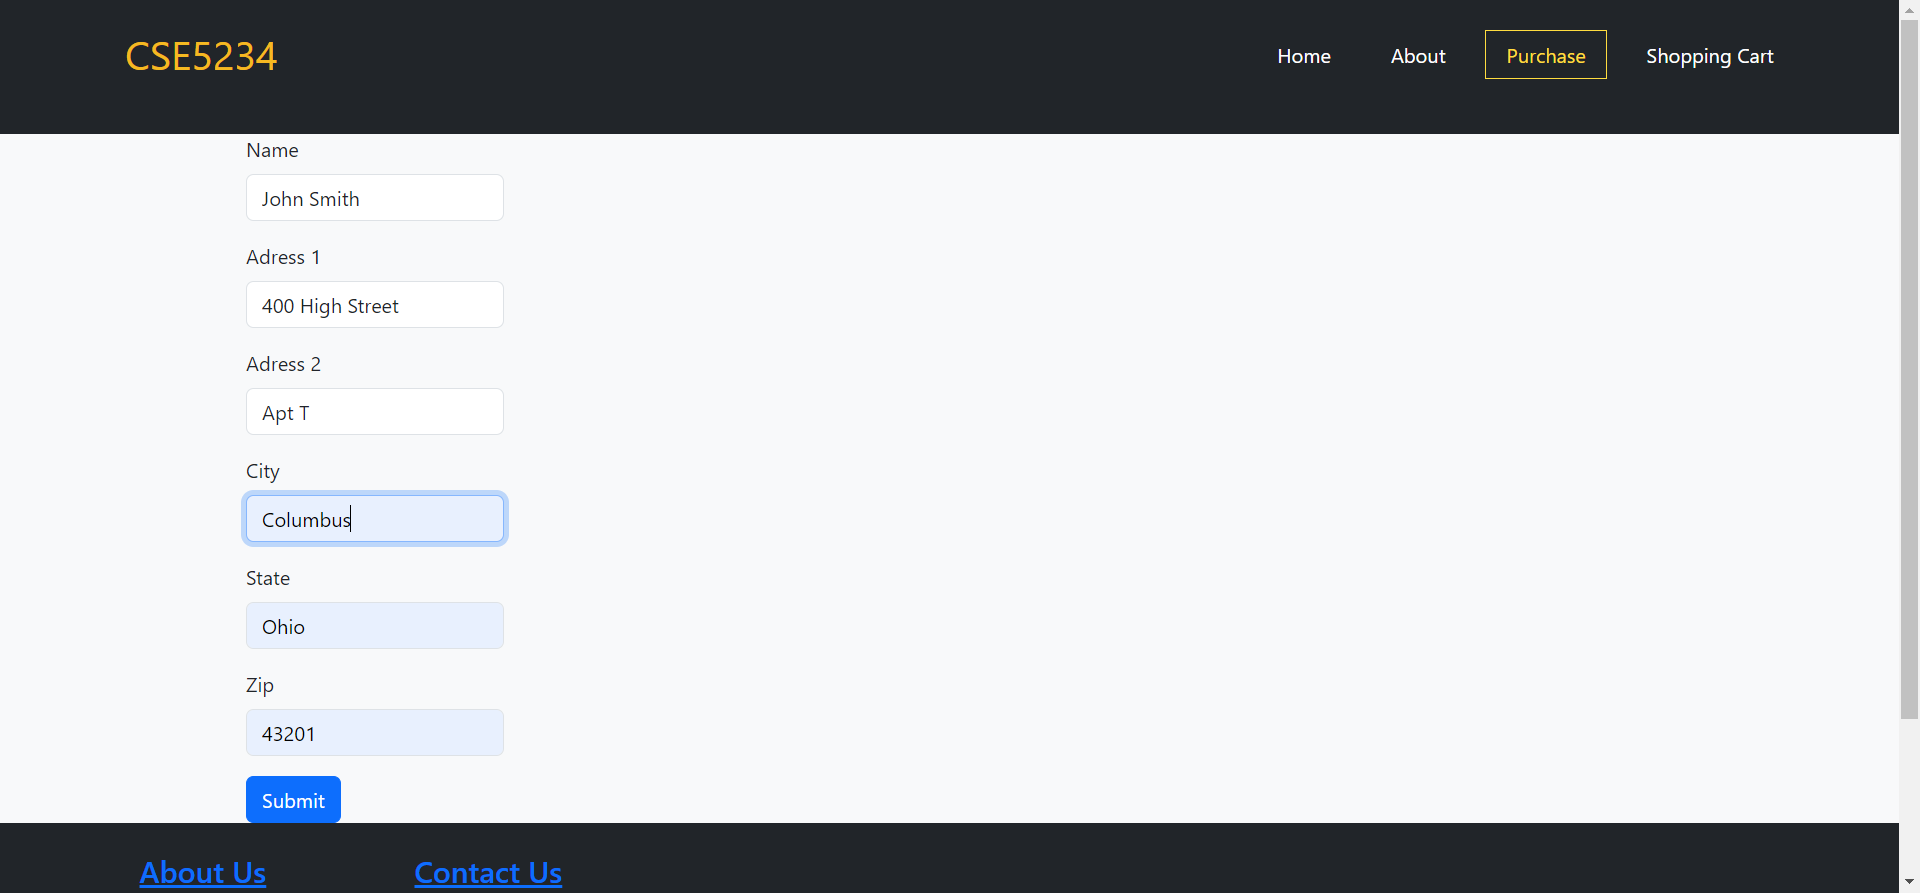 CSE5234
Home About Purchase Shopping Cart
Name
John Smith
Adress 1
400 High Street
Adress 2
Apt T
City
Columbus
State
Ohio
Zip
43201
Submit
About Us Contact Us